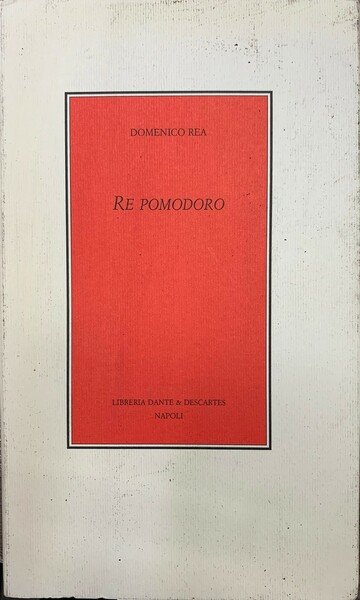 DOMENICO REA
RE POMODORO
LIBRERIA DANTE & DESCARTES
NAPOLI